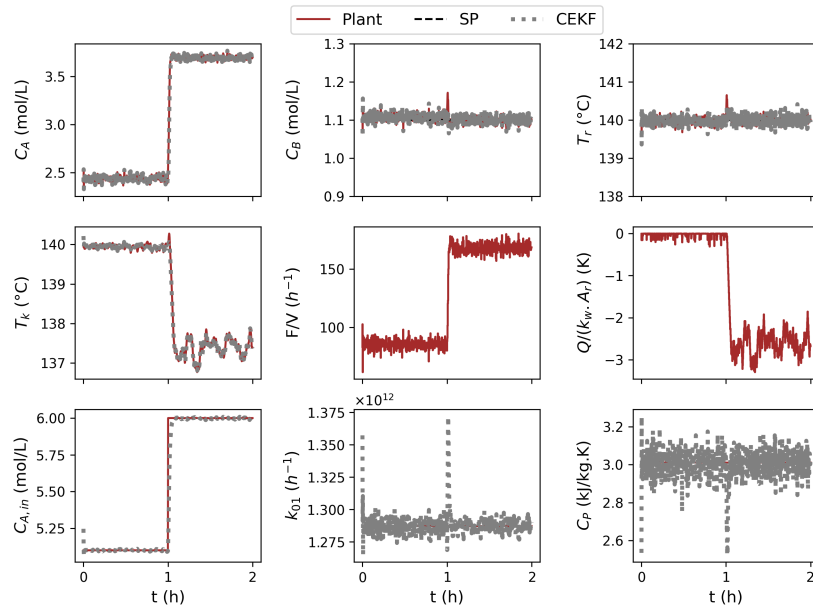 Plant SP CEKF
C_A (mol/L)
3.5
3.0
2.5
C_B (mol/L)
1.3
1.2
1.1
1.0
0.9
T_r (°C)
142
141
140
139
138
T_k (°C)
140
139
138
137
F/V (h⁻¹)
150
100
Q/(k_w.A_r) (K)
0
−1
−2
−3
C_{A,in} (mol/L)
6.00
5.75
5.50
5.25
0 1 2
t (h)
k_{01} (h⁻¹)
×10¹²
1.375
1.350
1.325
1.300
1.275
0 1 2
t (h)
C_P (kJ/kg.K)
3.2
3.0
2.8
2.6
0 1 2
t (h)